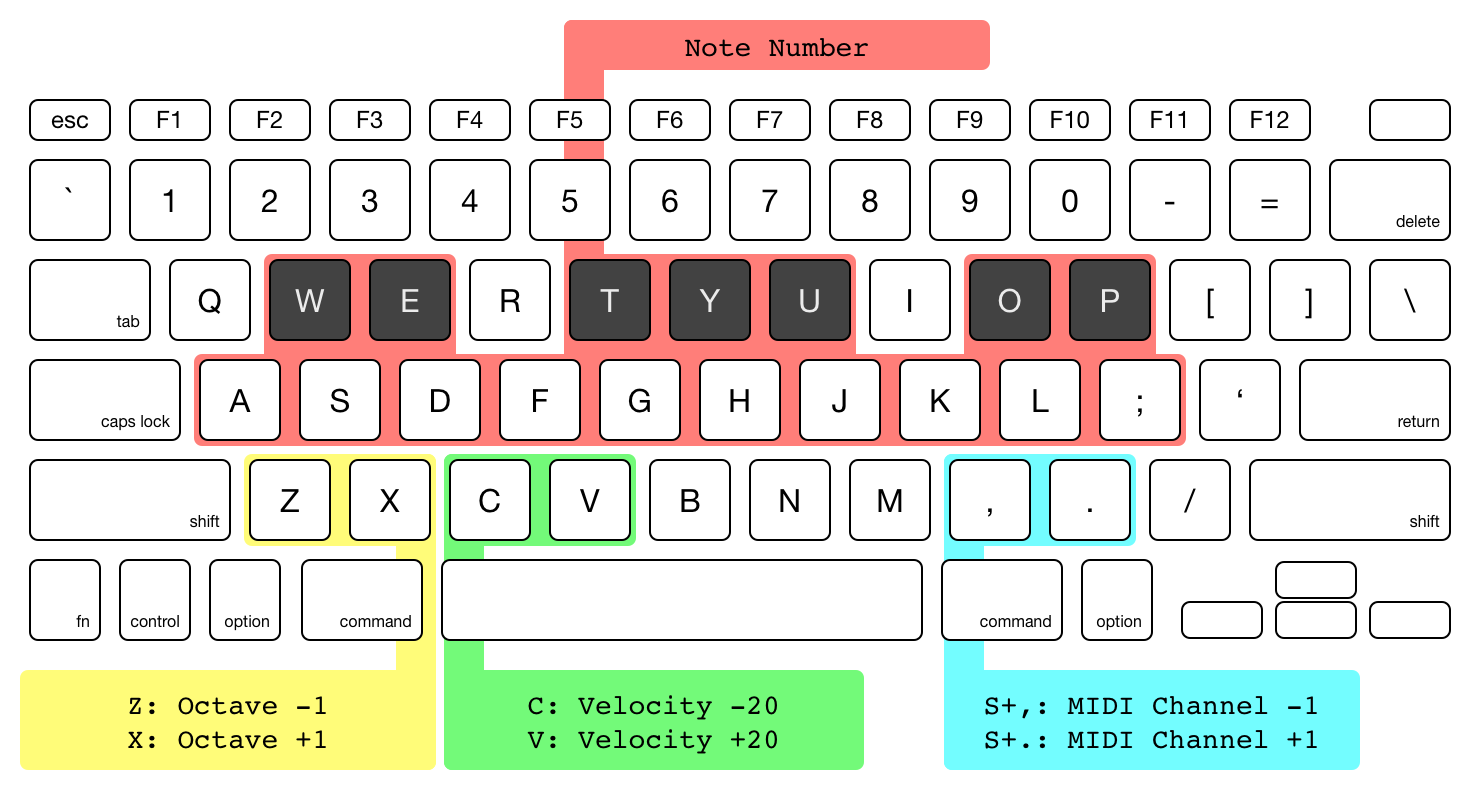 Note Number
esc F1 F2 F3 F4 F5 F6 F7 F8 F9 F10 F11 F12
` 1 2 3 4 5 6 7 8 9 0 - = delete
tab Q W E R T Y U I O P [ ] \
caps lock A S D F G H J K L ; ‘ return
shift Z X C V B N M , . / shift
fn control option command command option
Z: Octave -1
X: Octave +1
C: Velocity -20
V: Velocity +20
S+,: MIDI Channel -1
S+.: MIDI Channel +1